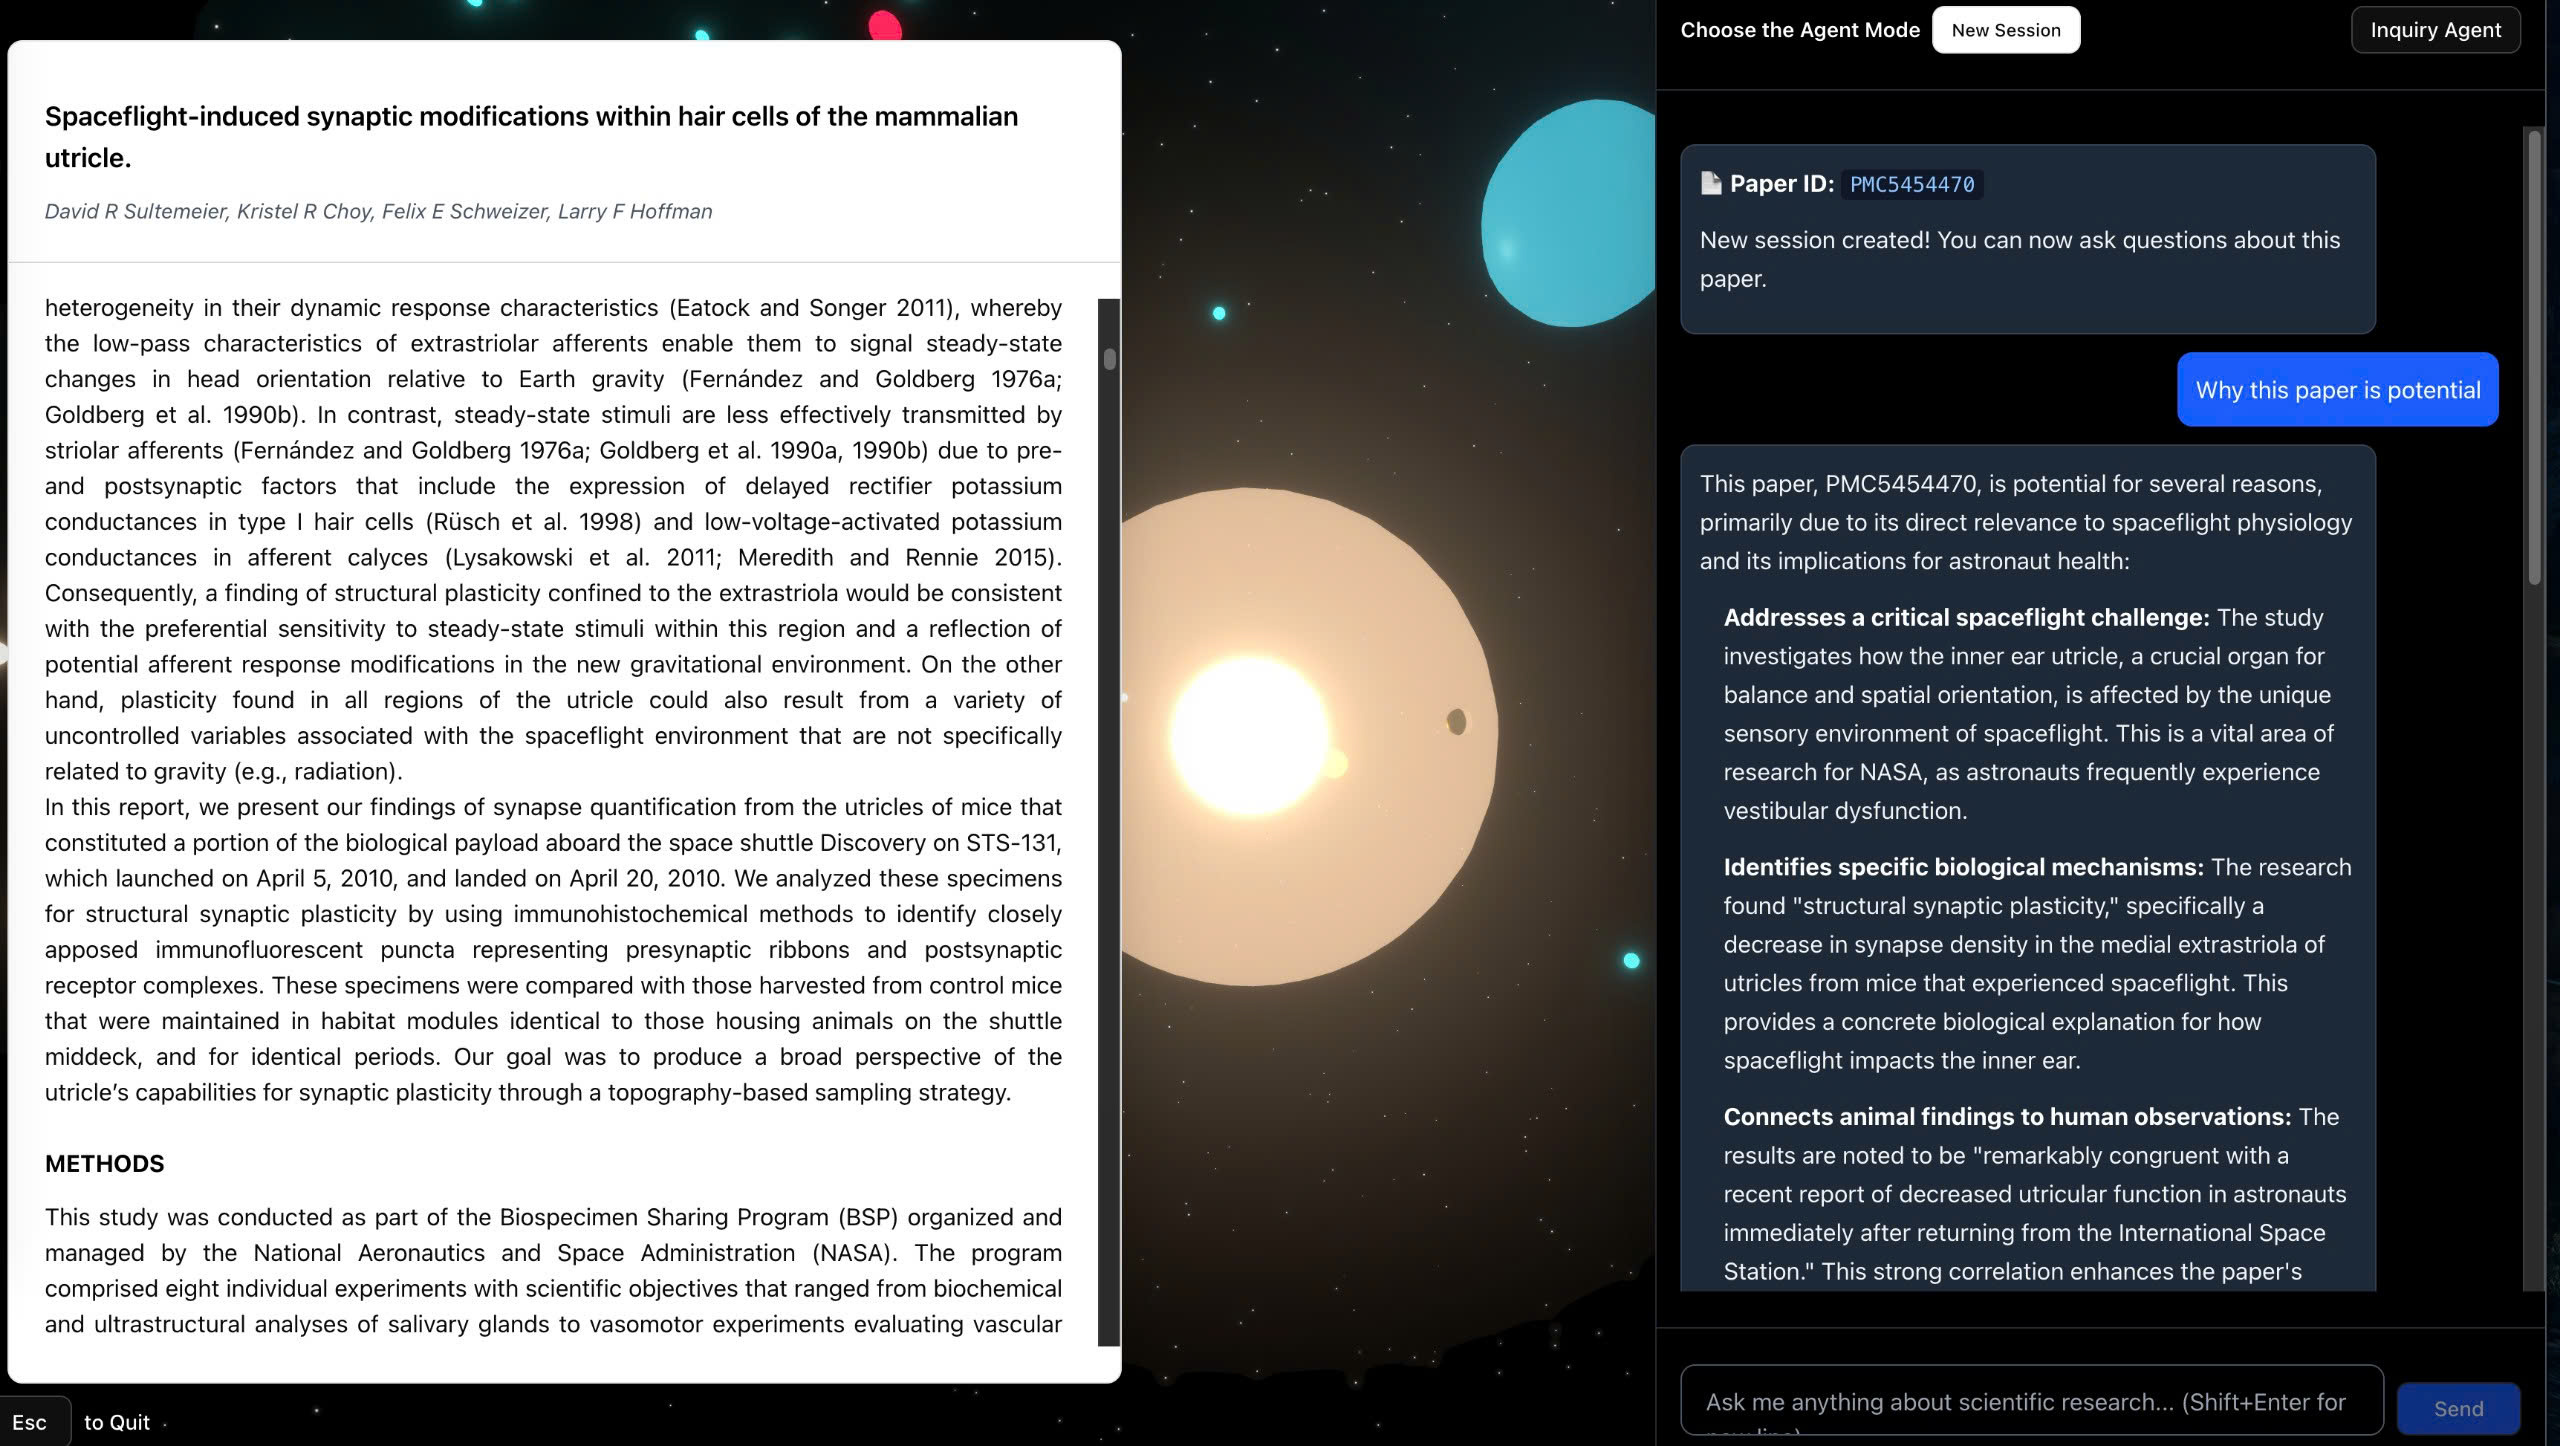 Spaceflight-induced synaptic modifications within hair cells of the mammalian
utricle.
David R Sultemeier, Kristel R Choy, Felix E Schweizer, Larry F Hoffman
heterogeneity in their dynamic response characteristics (Eatock and Songer 2011), whereby
the low-pass characteristics of extrastriolar afferents enable them to signal steady-state
changes in head orientation relative to Earth gravity (Fernández and Goldberg 1976a;
Goldberg et al. 1990b). In contrast, steady-state stimuli are less effectively transmitted by
striolar afferents (Fernández and Goldberg 1976a; Goldberg et al. 1990a, 1990b) due to pre-
and postsynaptic factors that include the expression of delayed rectifier potassium
conductances in type I hair cells (Rüsch et al. 1998) and low-voltage-activated potassium
conductances in afferent calyces (Lysakowski et al. 2011; Meredith and Rennie 2015).
Consequently, a finding of structural plasticity confined to the extrastriola would be consistent
with the preferential sensitivity to steady-state stimuli within this region and a reflection of
potential afferent response modifications in the new gravitational environment. On the other
hand, plasticity found in all regions of the utricle could also result from a variety of
uncontrolled variables associated with the spaceflight environment that are not specifically
related to gravity (e.g., radiation).
In this report, we present our findings of synapse quantification from the utricles of mice that
constituted a portion of the biological payload aboard the space shuttle Discovery on STS-131,
which launched on April 5, 2010, and landed on April 20, 2010. We analyzed these specimens
for structural synaptic plasticity by using immunohistochemical methods to identify closely
apposed immunofluorescent puncta representing presynaptic ribbons and postsynaptic
receptor complexes. These specimens were compared with those harvested from control mice
that were maintained in habitat modules identical to those housing animals on the shuttle
middeck, and for identical periods. Our goal was to produce a broad perspective of the
utricle’s capabilities for synaptic plasticity through a topography-based sampling strategy.
METHODS
This study was conducted as part of the Biospecimen Sharing Program (BSP) organized and
managed by the National Aeronautics and Space Administration (NASA). The program
comprised eight individual experiments with scientific objectives that ranged from biochemical
and ultrastructural analyses of salivary glands to vasomotor experiments evaluating vascular
Esc to Quit
Choose the Agent Mode New Session Inquiry Agent
Paper ID: PMC5454470
New session created! You can now ask questions about this
paper.
Why this paper is potential
This paper, PMC5454470, is potential for several reasons,
primarily due to its direct relevance to spaceflight physiology
and its implications for astronaut health:
Addresses a critical spaceflight challenge: The study
investigates how the inner ear utricle, a crucial organ for
balance and spatial orientation, is affected by the unique
sensory environment of spaceflight. This is a vital area of
research for NASA, as astronauts frequently experience
vestibular dysfunction.
Identifies specific biological mechanisms: The research
found "structural synaptic plasticity," specifically a
decrease in synapse density in the medial extrastriola of
utricles from mice that experienced spaceflight. This
provides a concrete biological explanation for how
spaceflight impacts the inner ear.
Connects animal findings to human observations: The
results are noted to be "remarkably congruent with a
recent report of decreased utricular function in astronauts
immediately after returning from the International Space
Station." This strong correlation enhances the paper's
Ask me anything about scientific research... (Shift+Enter for
Send